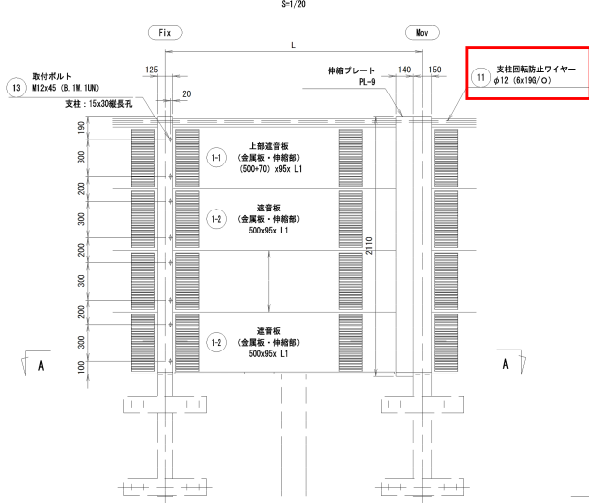 S=1/20
Fix
Mov
L
125
140
150
13
取付ボルト
M12x45 (B.1W.1UN)
支柱：15x30縦長孔
20
伸縮プレート
PL-9
11
支柱回転防止ワイヤー
φ12 (6x19G/O)
190
300
200
300
200
300
200
300
100
1-1
上部遮音板
(金属板・伸縮部)
(500+70) x95x L1
1-2
遮音板
(金属板・伸縮部)
500x95x L1
2110
1-2
遮音板
(金属板・伸縮部)
500x95x L1
A
A